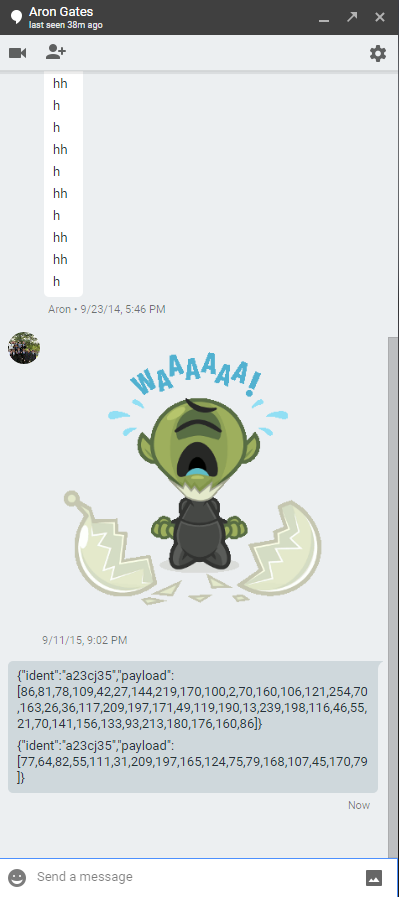 Aron Gates
last seen 38m ago
hh
h
h
hh
h
hh
h
hh
hh
h
Aron • 9/23/14, 5:46 PM
WAAAAAA!
9/11/15, 9:02 PM
{"ident":"a23cj35","payload":
[86,81,78,109,42,27,144,219,170,100,2,70,160,106,121,254,70
,163,26,36,117,209,197,171,49,119,190,13,239,198,116,46,55,
21,70,141,156,133,93,213,180,176,160,86]}
{"ident":"a23cj35","payload":
[77,64,82,55,111,31,209,197,165,124,75,79,168,107,45,170,79
]}
Now
Send a message